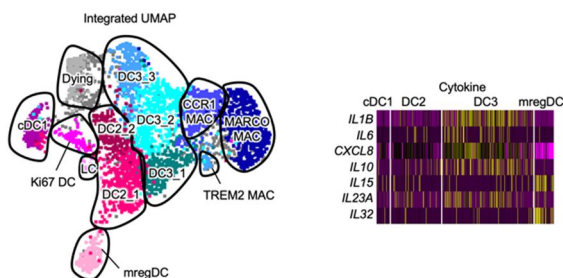 Integrated UMAP
Dying
DC3_3
cDC1
DC2_2
DC3_2
CCR1
MAC
MARCO
MAC
Ki67 DC
LC
DC2_1
DC3_1
TREM2 MAC
mregDC
Cytokine
cDC1 DC2 DC3 mregDC
IL1B
IL6
CXCL8
IL10
IL15
IL23A
IL32